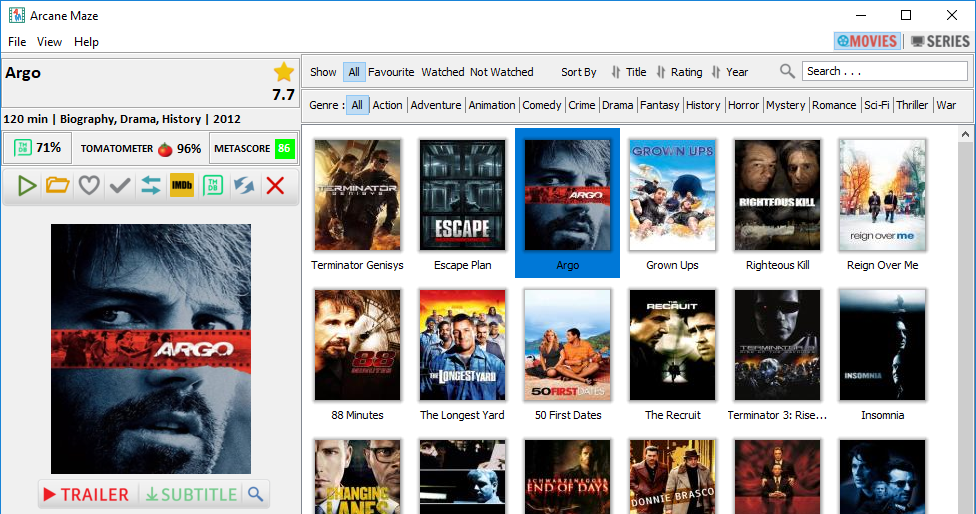 Arcane Maze
File View Help
MOVIES | SERIES
Argo
7.7
120 min | Biography, Drama, History | 2012
TMDB 71% TOMATOMETER 96% METASCORE 86
IMDb TMDB
ARGO
TRAILER SUBTITLE
Show All Favourite Watched Not Watched Sort By Title Rating Year Search . . .
Genre : All Action Adventure Animation Comedy Crime Drama Fantasy History Horror Mystery Romance Sci-Fi Thriller War
TERMINATOR GENISYS
ESCAPE
ARGO
GROWN UPS
RIGHTEOUS KILL
reign over me
Terminator Genisys Escape Plan Argo Grown Ups Righteous Kill Reign Over Me
88 MINUTES
THE LONGEST YARD
50 FIRST DATES
THE RECRUIT
TERMINATOR 3
INSOMNIA
88 Minutes The Longest Yard 50 First Dates The Recruit Terminator 3: Rise... Insomnia
CHANGING LANES
SCHWARZENEGGER
END OF DAYS
DONNIE BRASCO